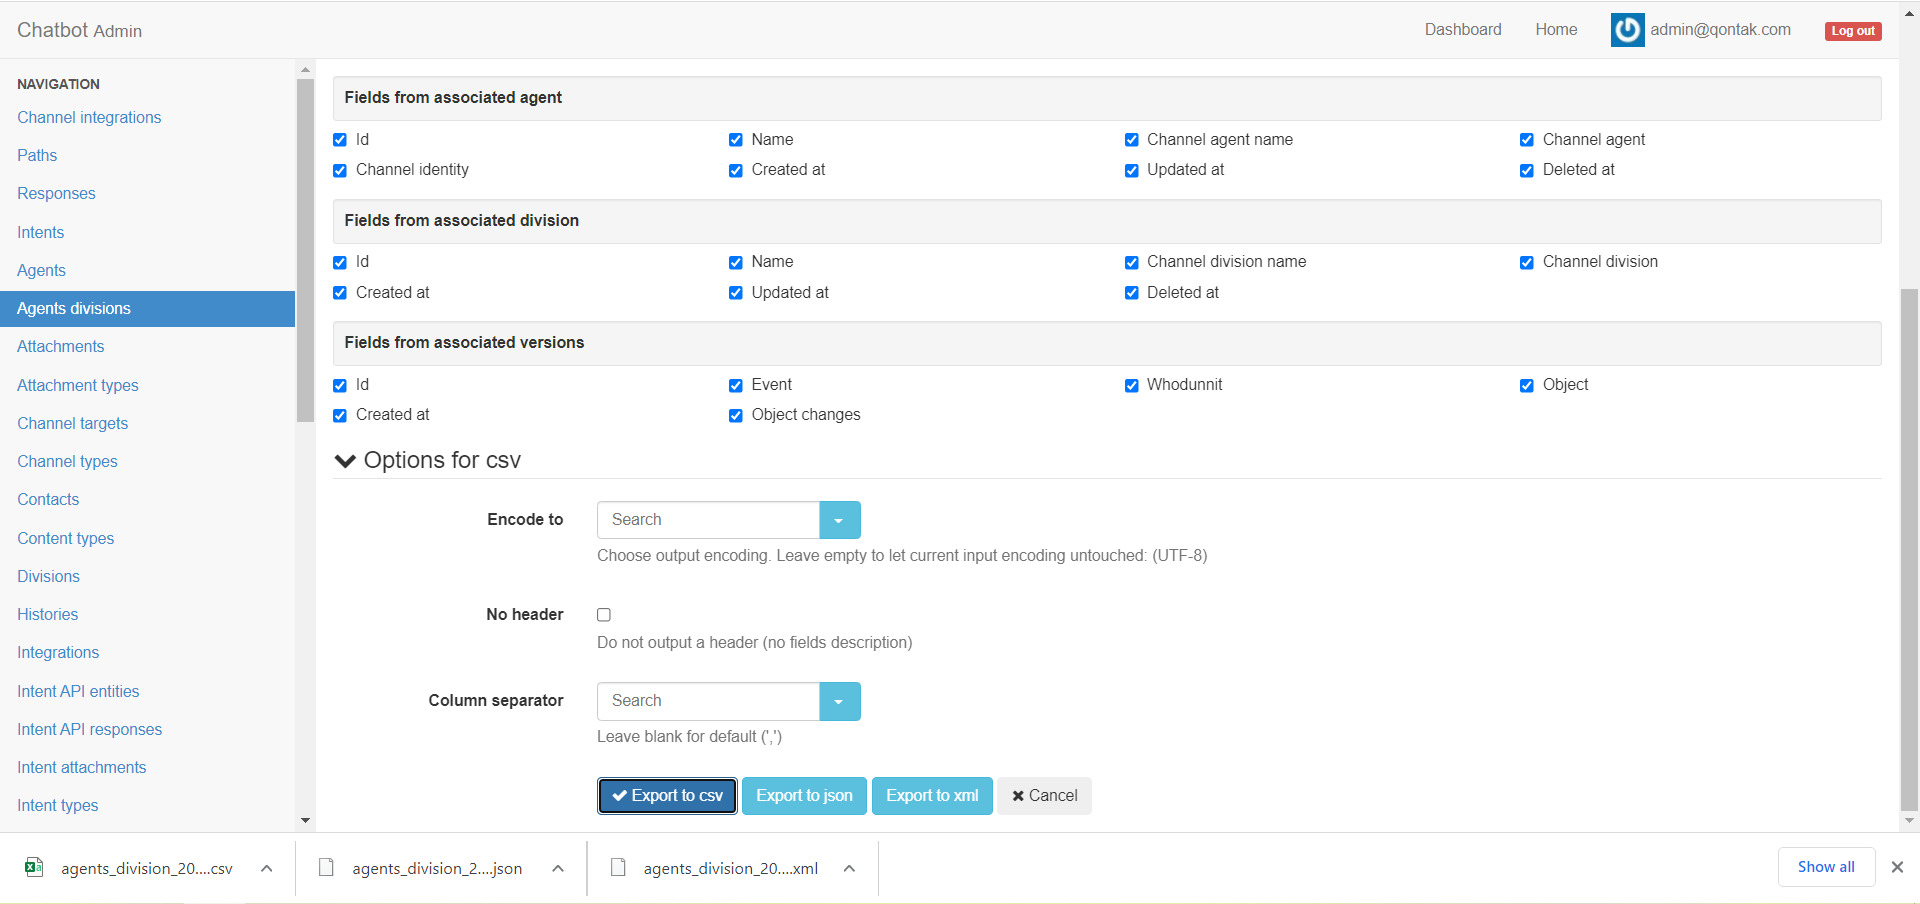 Chatbot Admin
Dashboard
Home
admin@qontak.com
Log out
NAVIGATION
Channel integrations
Paths
Responses
Intents
Agents
Agents divisions
Attachments
Attachment types
Channel targets
Channel types
Contacts
Content types
Divisions
Histories
Integrations
Intent API entities
Intent API responses
Intent attachments
Intent types
Fields from associated agent
Id
Name
Channel agent name
Channel agent
Channel identity
Created at
Updated at
Deleted at
Fields from associated division
Id
Name
Channel division name
Channel division
Created at
Updated at
Deleted at
Fields from associated versions
Id
Event
Whodunnit
Object
Created at
Object changes
Options for csv
Encode to
Search
Choose output encoding. Leave empty to let current input encoding untouched: (UTF-8)
No header
Do not output a header (no fields description)
Column separator
Search
Leave blank for default (',')
Export to csv
Export to json
Export to xml
Cancel
agents_division_20....csv
agents_division_2....json
agents_division_20....xml
Show all